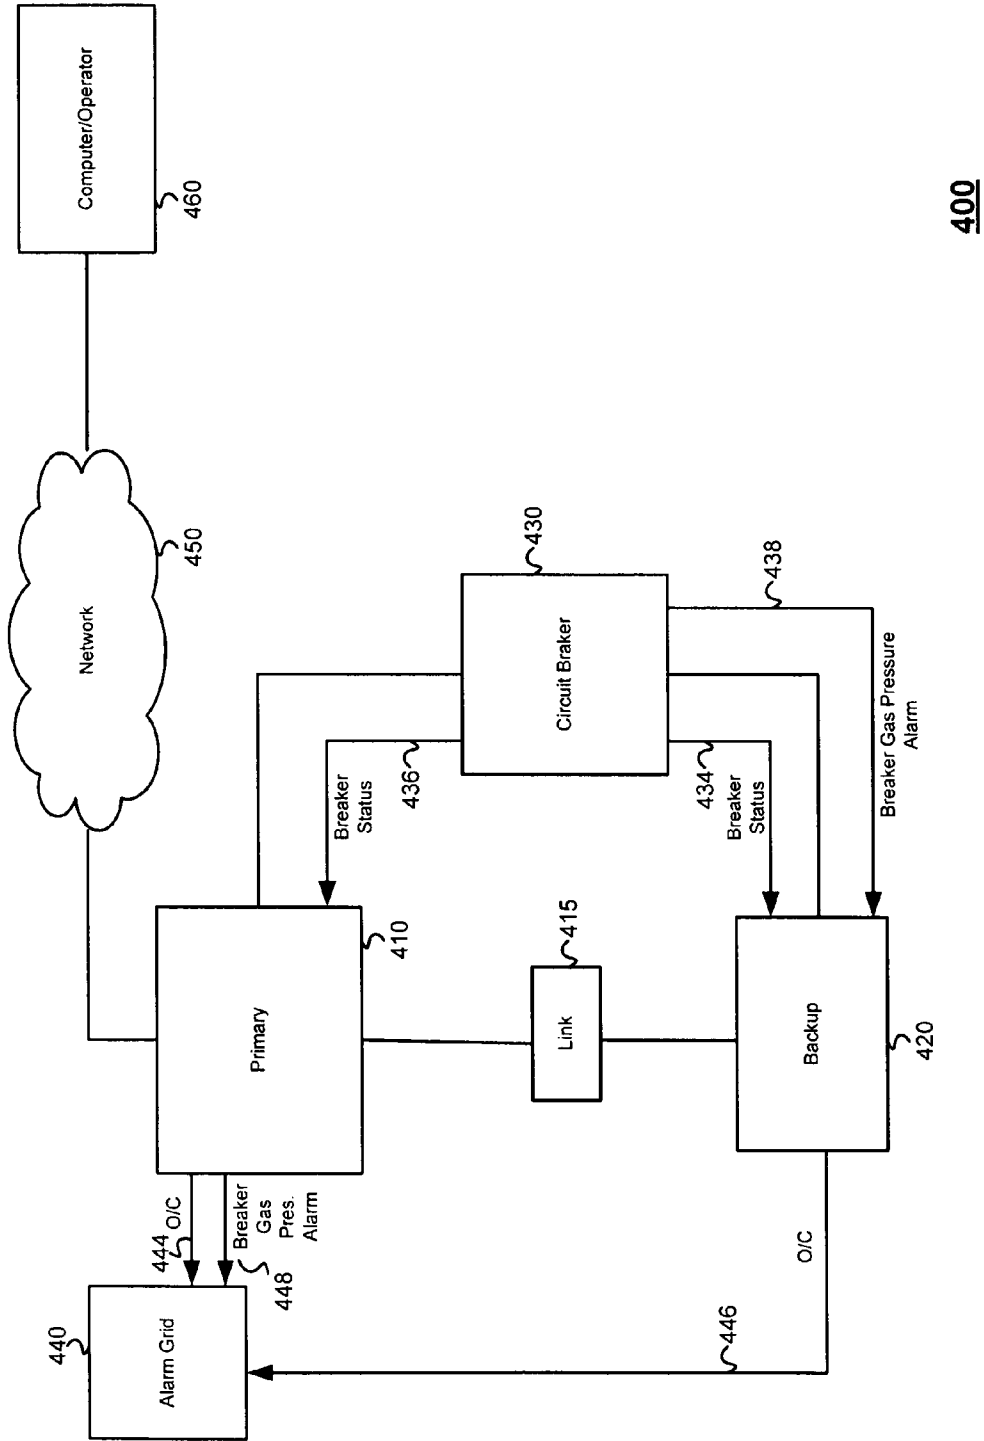 Computer/Operator
460
400
Network
450
430
438
Circuit Braker
436
434
Breaker
Status
Breaker
Status
Breaker Gas Pressure
Alarm
410
415
Primary
Link
Backup
420
444
O/C
Breaker
Gas
Pres.
Alarm
448
O/C
440
Alarm Grid
446